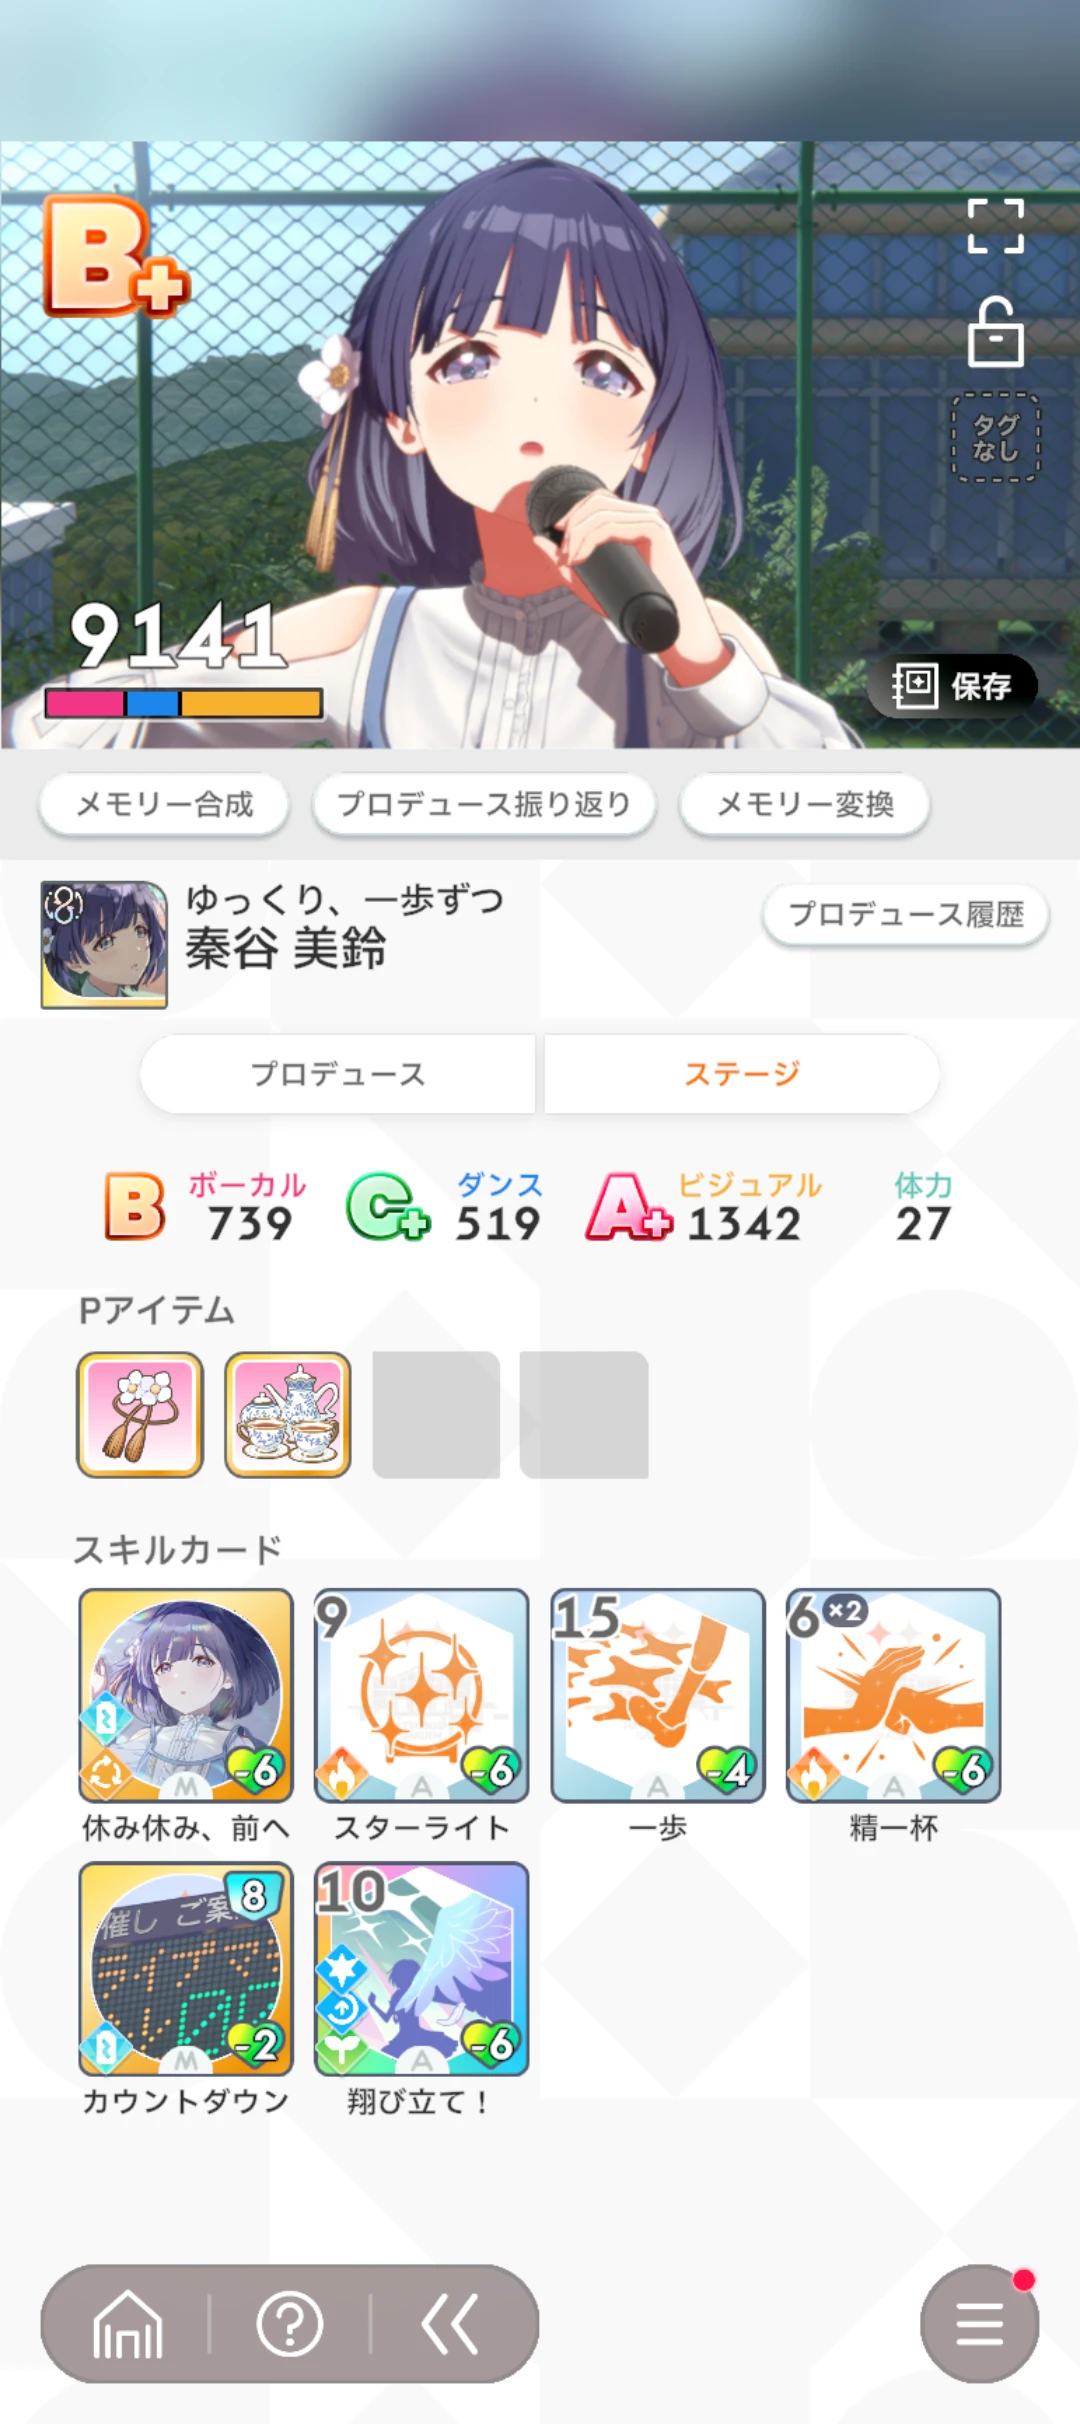 B+
タグ
なし
9141
保存
メモリー合成
プロデュース振り返り
メモリー変換
ゆっくり、一歩ずつ
秦谷 美鈴
プロデュース履歴
プロデュース
ステージ
B ボーカル 739
C+ ダンス 519
A+ ビジュアル 1342
体力 27
Pアイテム
スキルカード
M -6
9 A -6
15 A -4
6 ×2 A -6
休み休み、前へ
スターライト
一歩
精一杯
催し ご案
8 M -2
10 A -6
カウントダウン
翔び立て！